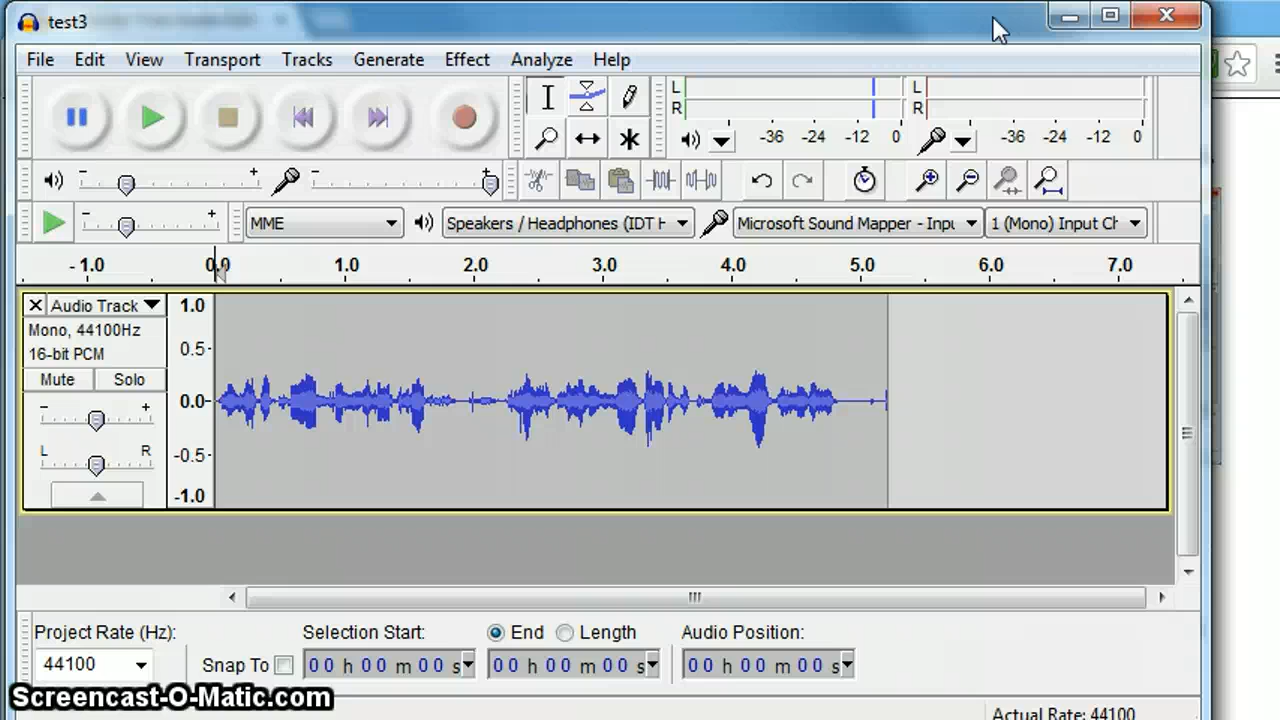 test3
File Edit View Transport Tracks Generate Effect Analyze Help
L L
R R
-36 -24 -12 0 -36 -24 -12 0
- + - +
- + MME Speakers / Headphones (IDT H Microsoft Sound Mapper - Inpu 1 (Mono) Input Ch
- 1.0 0.0 1.0 2.0 3.0 4.0 5.0 6.0 7.0
Audio Track 1.0
Mono, 44100Hz
16-bit PCM 0.5
Mute Solo
- + 0.0
L R -0.5
-1.0
Project Rate (Hz): Selection Start: End Length Audio Position:
44100 Snap To 00 h 00 m 00 s 00 h 00 m 00 s 00 h 00 m 00 s
Screencast-O-Matic.com
Actual Rate: 44100